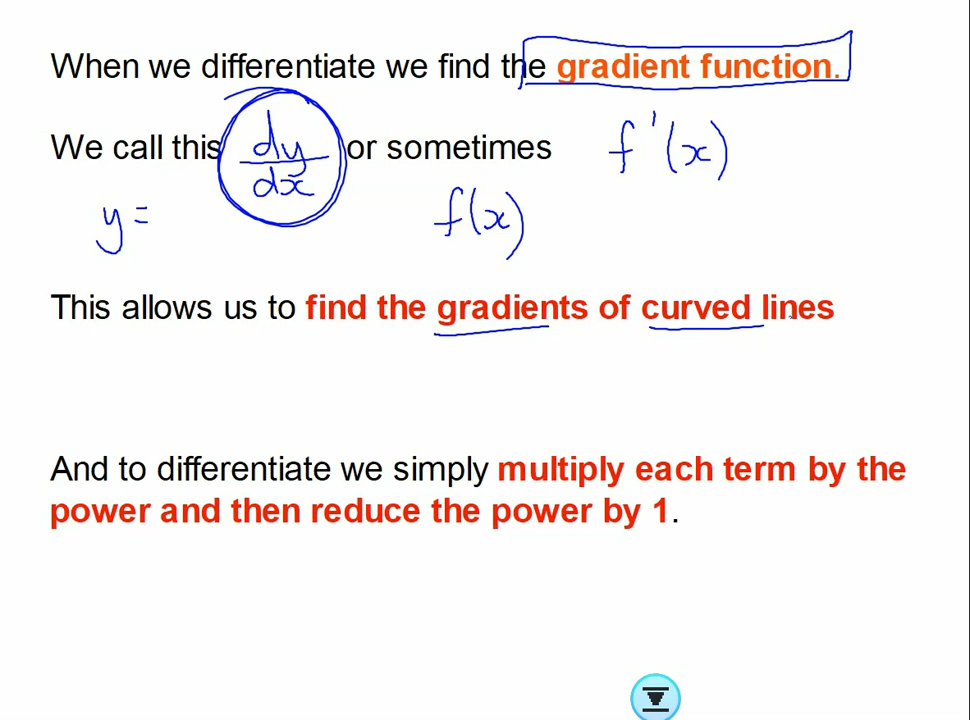 When we differentiate we find the gradient function.
We call this dy/dx or sometimes f'(x)
y = f(x)
This allows us to find the gradients of curved lines
And to differentiate we simply multiply each term by the
power and then reduce the power by 1.